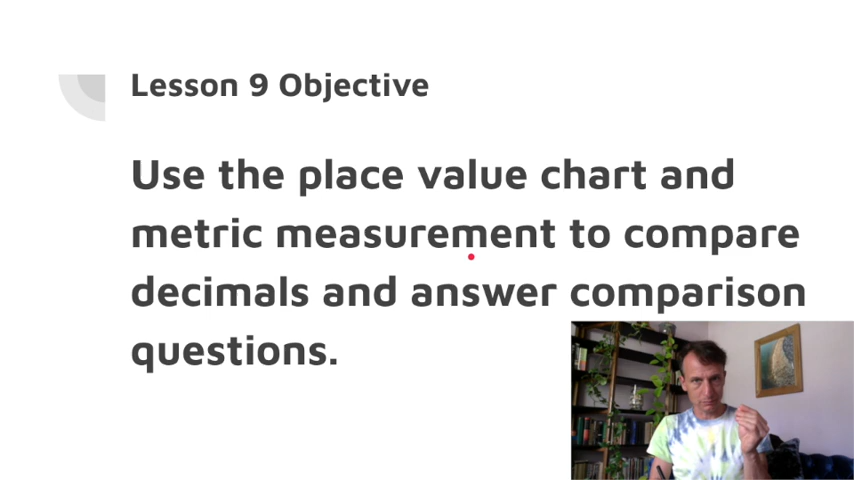 Lesson 9 Objective
Use the place value chart and
metric measurement to compare
decimals and answer comparison
questions.